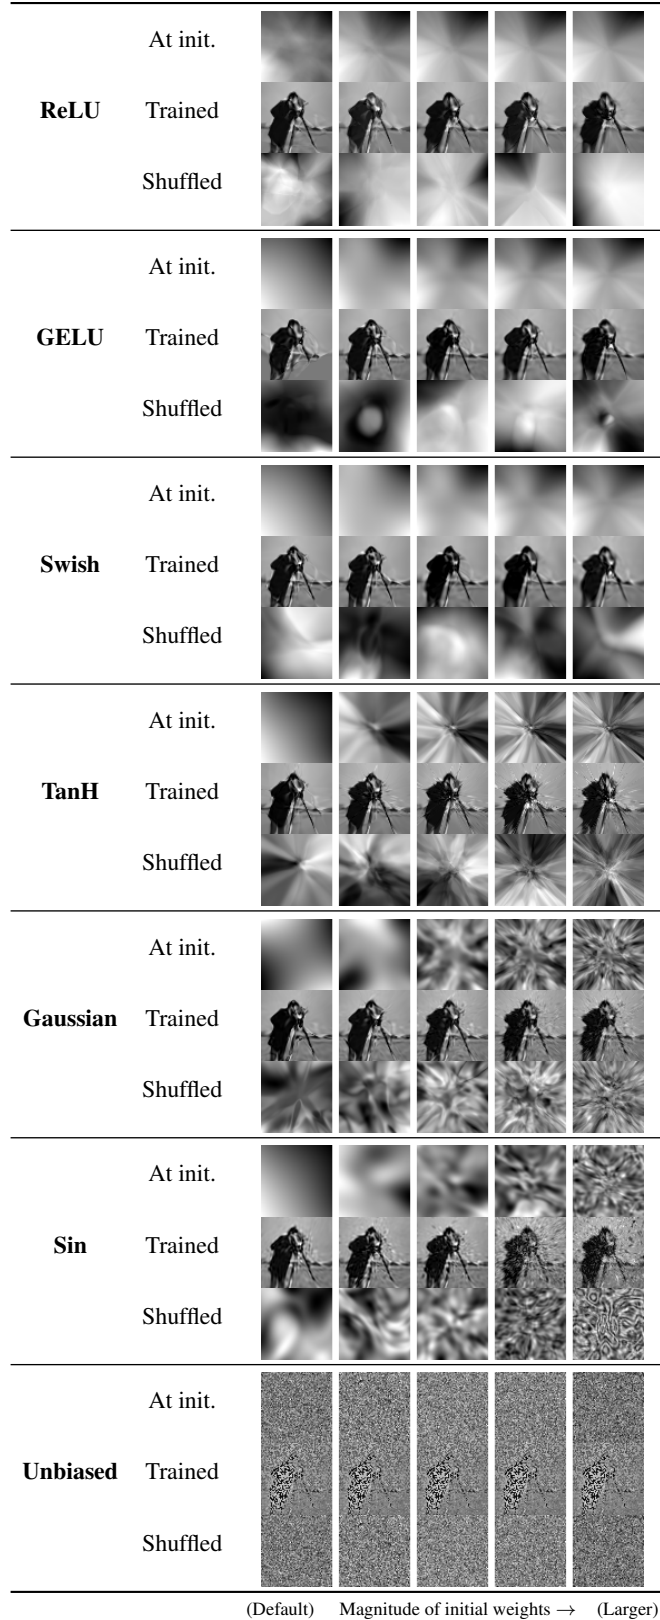 At init.
ReLU Trained
Shuffled
At init.
GELU Trained
Shuffled
At init.
Swish Trained
Shuffled
At init.
TanH Trained
Shuffled
At init.
Gaussian Trained
Shuffled
At init.
Sin Trained
Shuffled
At init.
Unbiased Trained
Shuffled
(Default) Magnitude of initial weights → (Larger)